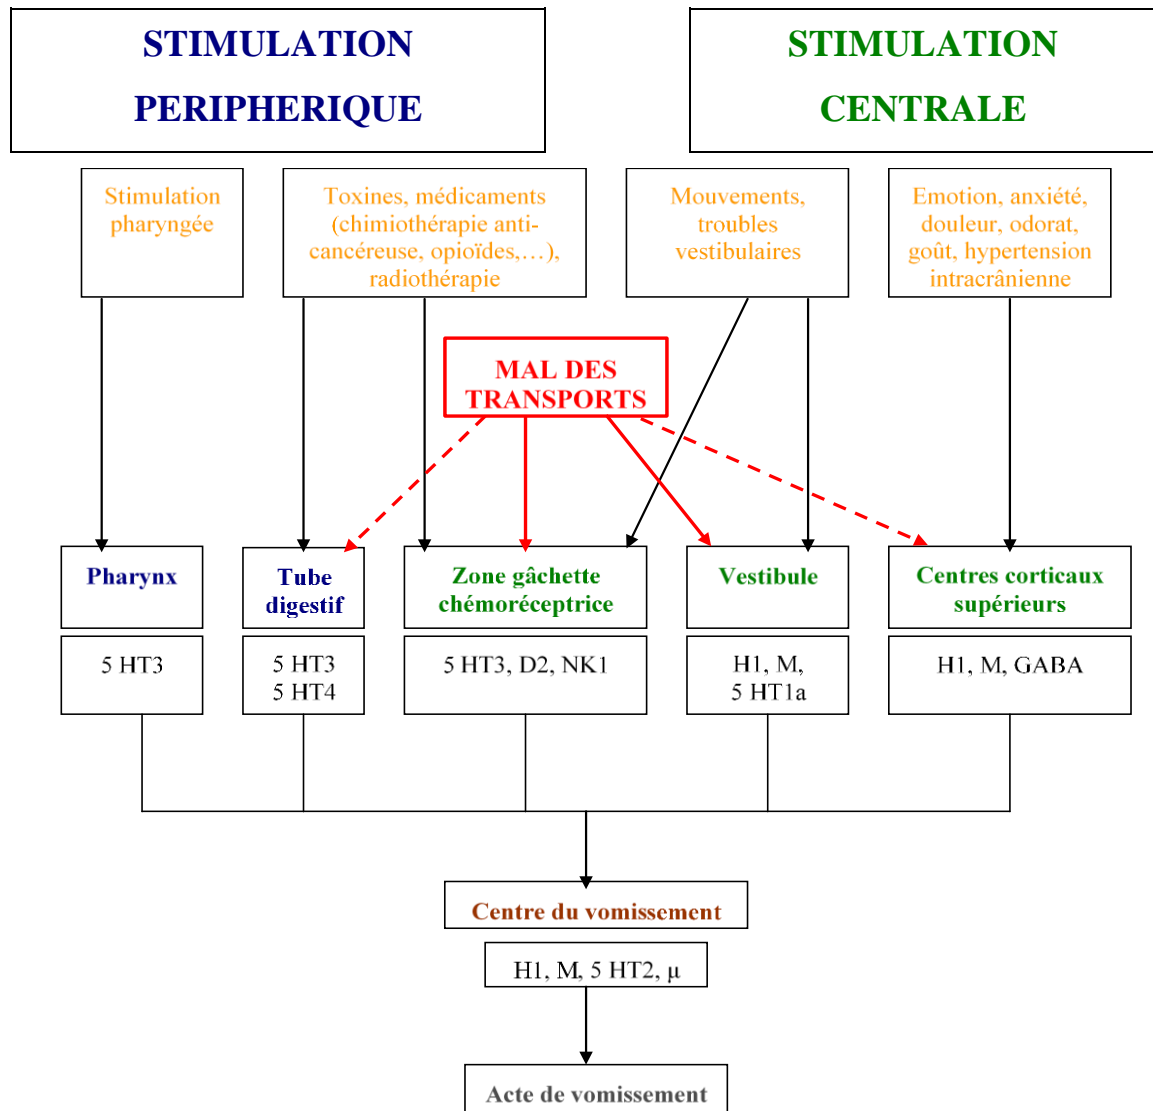 STIMULATION
PERIPHERIQUE
STIMULATION
CENTRALE
Stimulation
pharyngée
Toxines, médicaments
(chimiothérapie anti-
cancéreuse, opioïdes,…),
radiothérapie
Mouvements,
troubles
vestibulaires
Emotion, anxiété,
douleur, odorat,
goût, hypertension
intracrânienne
MAL DES
TRANSPORTS
Pharynx
Tube
digestif
Zone gâchette
chémoréceptrice
Vestibule
Centres corticaux
supérieurs
5 HT3
5 HT3
5 HT4
5 HT3, D2, NK1
H1, M,
5 HT1a
H1, M, GABA
Centre du vomissement
H1, M, 5 HT2, µ
Acte de vomissement